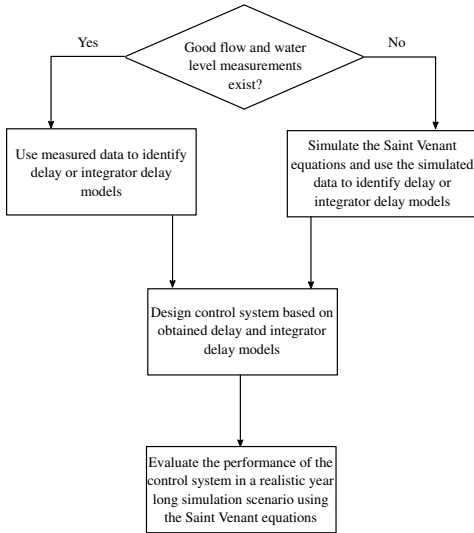 Yes
Good flow and water
level measurements
exist?
No
Use measured data to identify
delay or integrator delay
models
Simulate the Saint Venant
equations and use the simulated
data to identify delay or
integrator delay models
Design control system based on
obtained delay and integrator
delay models
Evaluate the performance of the
control system in a realistic year
long simulation scenario using
the Saint Venant equations